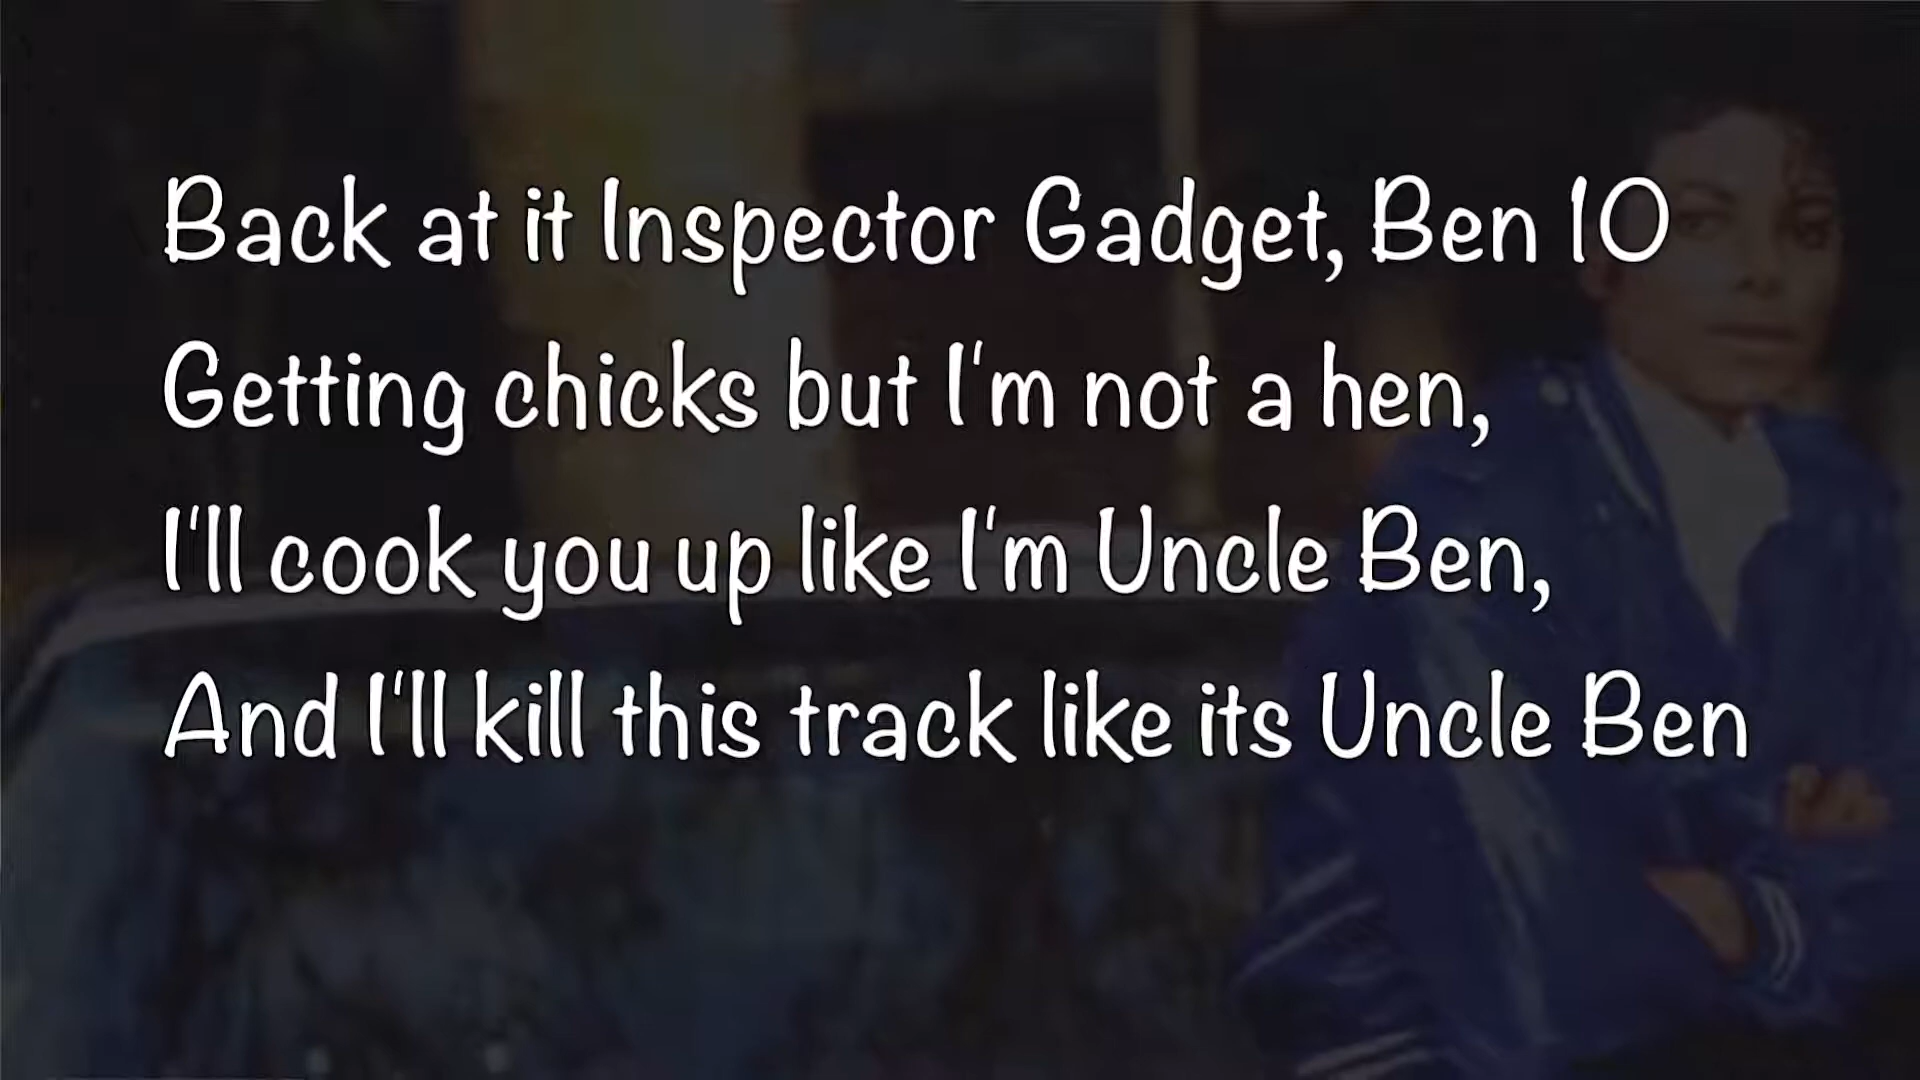 Back at it Inspector Gadget, Ben 10
Getting chicks but I'm not a hen,
I'll cook you up like I'm Uncle Ben,
And I'll kill this track like its Uncle Ben